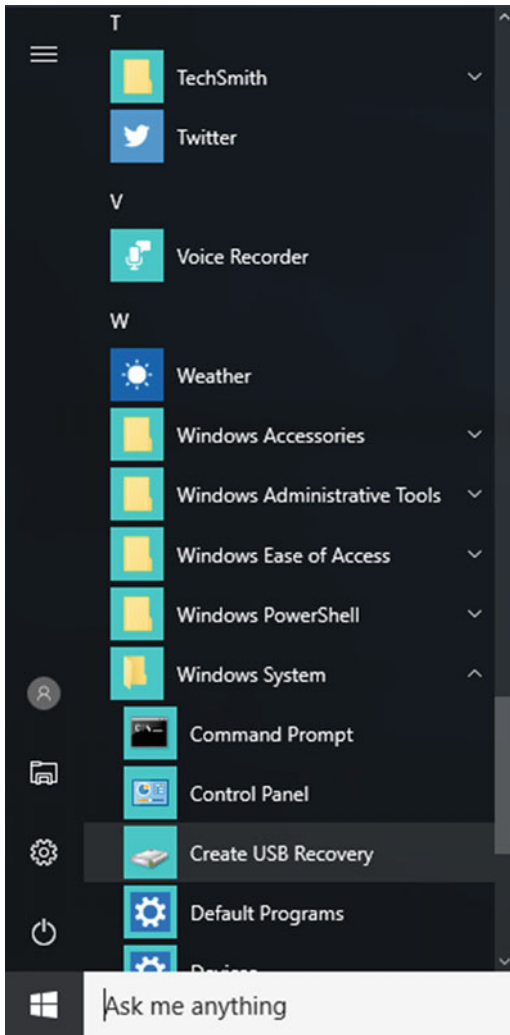 T
TechSmith
Twitter
V
Voice Recorder
W
Weather
Windows Accessories
Windows Administrative Tools
Windows Ease of Access
Windows PowerShell
Windows System
Command Prompt
Control Panel
Create USB Recovery
Default Programs
Devices
Ask me anything